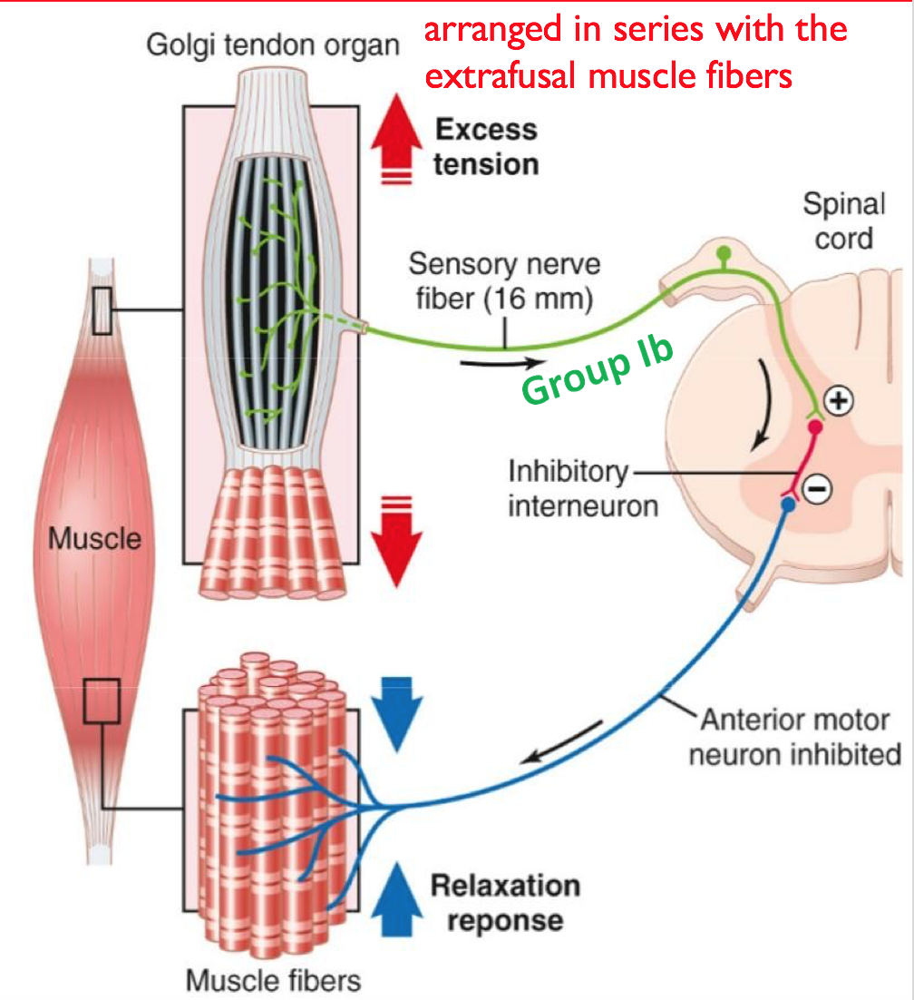 Golgi tendon organ
arranged in series with the
extrafusal muscle fibers
Excess
tension
Spinal
cord
Sensory nerve
fiber (16 mm)
Group Ib
+
Inhibitory
interneuron
−
Muscle
Anterior motor
neuron inhibited
Relaxation
reponse
Muscle fibers